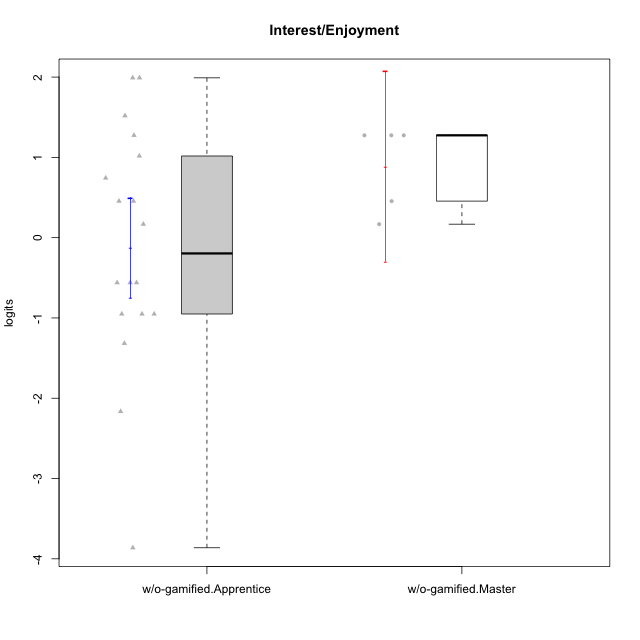 Interest/Enjoyment
logits
2
1
0
-1
-2
-3
-4
w/o-gamified.Apprentice
w/o-gamified.Master